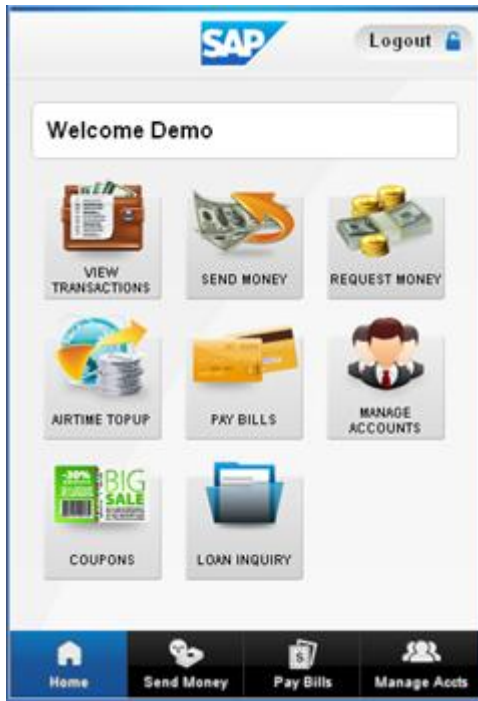 SAP
Logout
Welcome Demo
VIEW
TRANSACTIONS
SEND MONEY
REQUEST MONEY
AIRTIME TOPUP
PAY BILLS
MANAGE
ACCOUNTS
-20%
BIG
SALE
COUPONS
LOAN INQUIRY
Home
Send Money
Pay Bills
Manage Accts